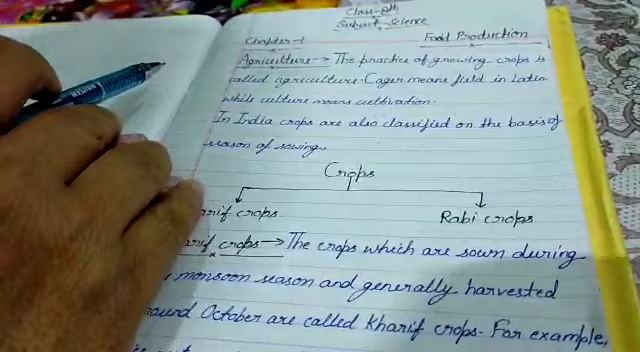 Class-8th
Subject-Science
Chapter-1 Food Production
Agriculture → The practice of growing crops is
called agriculture. Cager means field in Latin
while culture means cultivation.
In India crops are also classified on the basis of
season of sowing.
Crops
crops Rabi crops
crops → The crops which are sown during
monsoon season and generally harvested
October are called Kharif crops. For example,